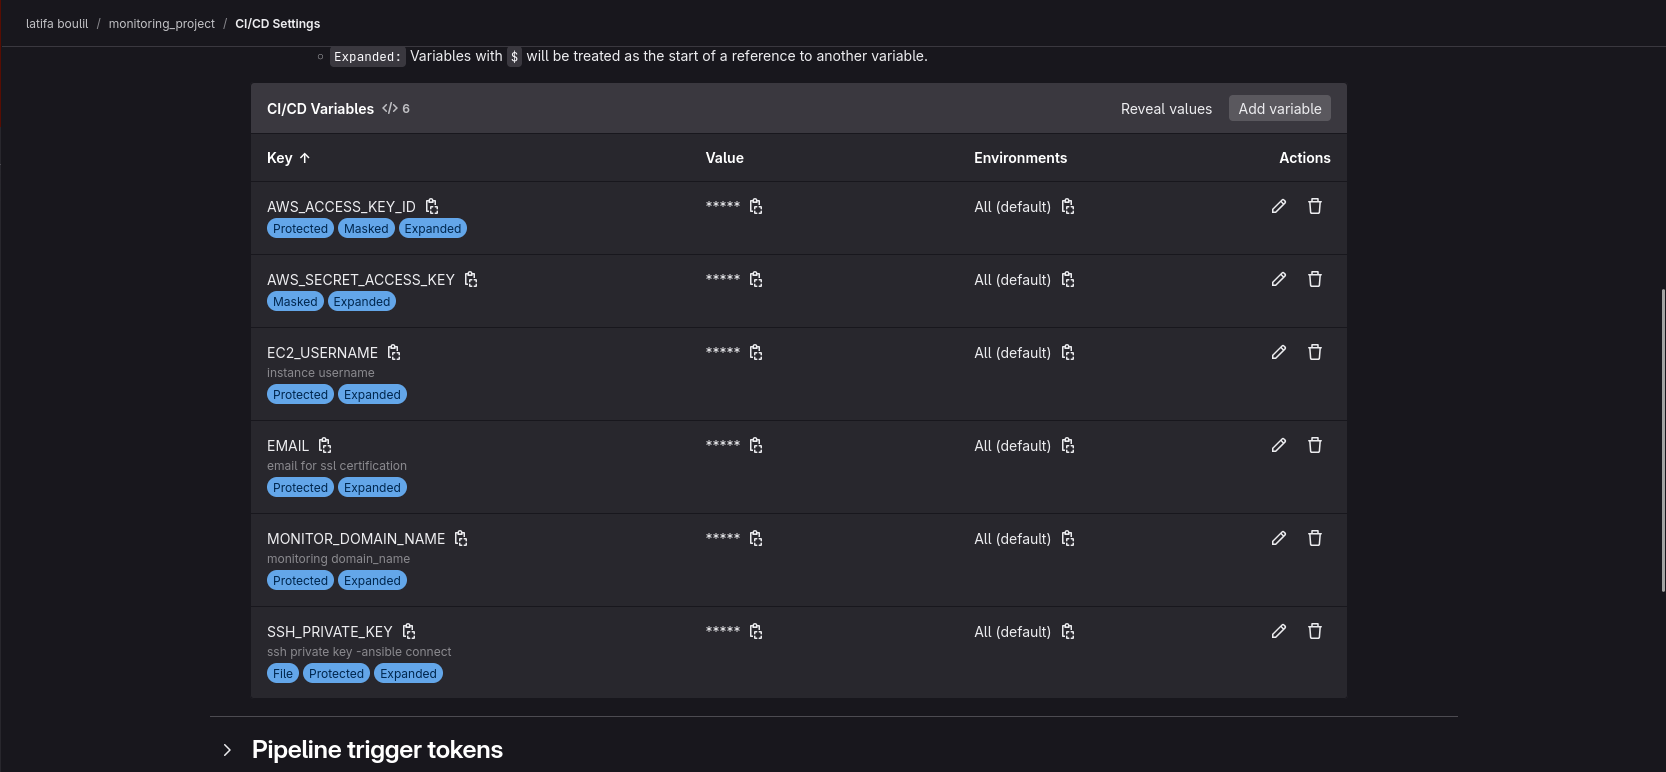 latifa boulil / monitoring_project / CI/CD Settings
Expanded: Variables with $ will be treated as the start of a reference to another variable.
CI/CD Variables </> 6 Reveal values Add variable
Key ↑ Value Environments Actions
AWS_ACCESS_KEY_ID ***** All (default)
Protected Masked Expanded
AWS_SECRET_ACCESS_KEY ***** All (default)
Masked Expanded
EC2_USERNAME ***** All (default)
instance username
Protected Expanded
EMAIL ***** All (default)
email for ssl certification
Protected Expanded
MONITOR_DOMAIN_NAME ***** All (default)
monitoring domain_name
Protected Expanded
SSH_PRIVATE_KEY ***** All (default)
ssh private key -ansible connect
File Protected Expanded
Pipeline trigger tokens